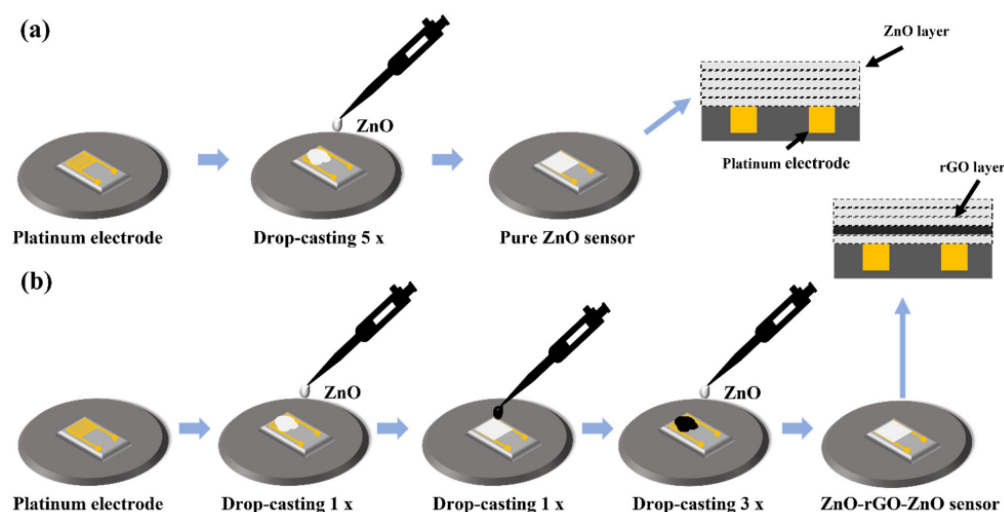 (a)
ZnO layer
ZnO
Platinum electrode
rGO layer
Platinum electrode
Drop-casting 5 x
Pure ZnO sensor
(b)
ZnO
ZnO
Platinum electrode
Drop-casting 1 x
Drop-casting 1 x
Drop-casting 3 x
ZnO-rGO-ZnO sensor